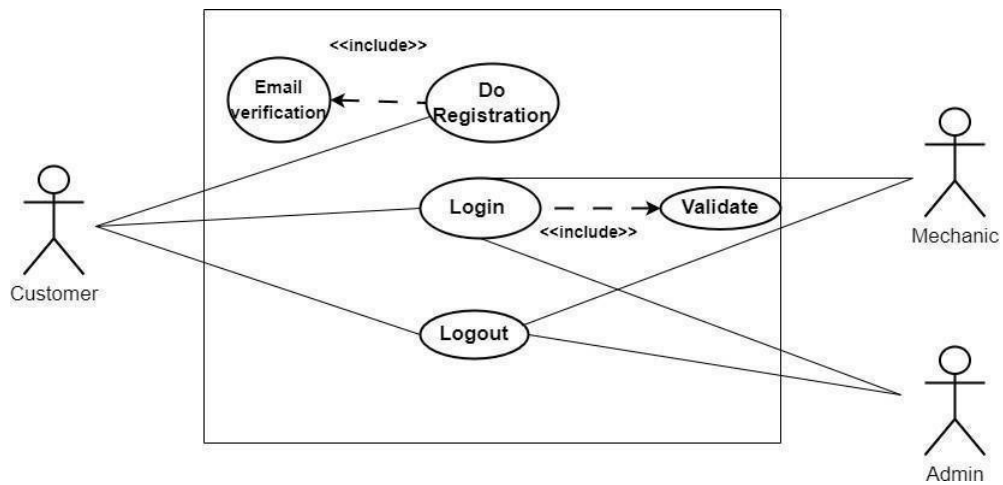 <<include>>
Email
verification
Do
Registration
Login
Validate
<<include>>
Mechanic
Customer
Logout
Admin